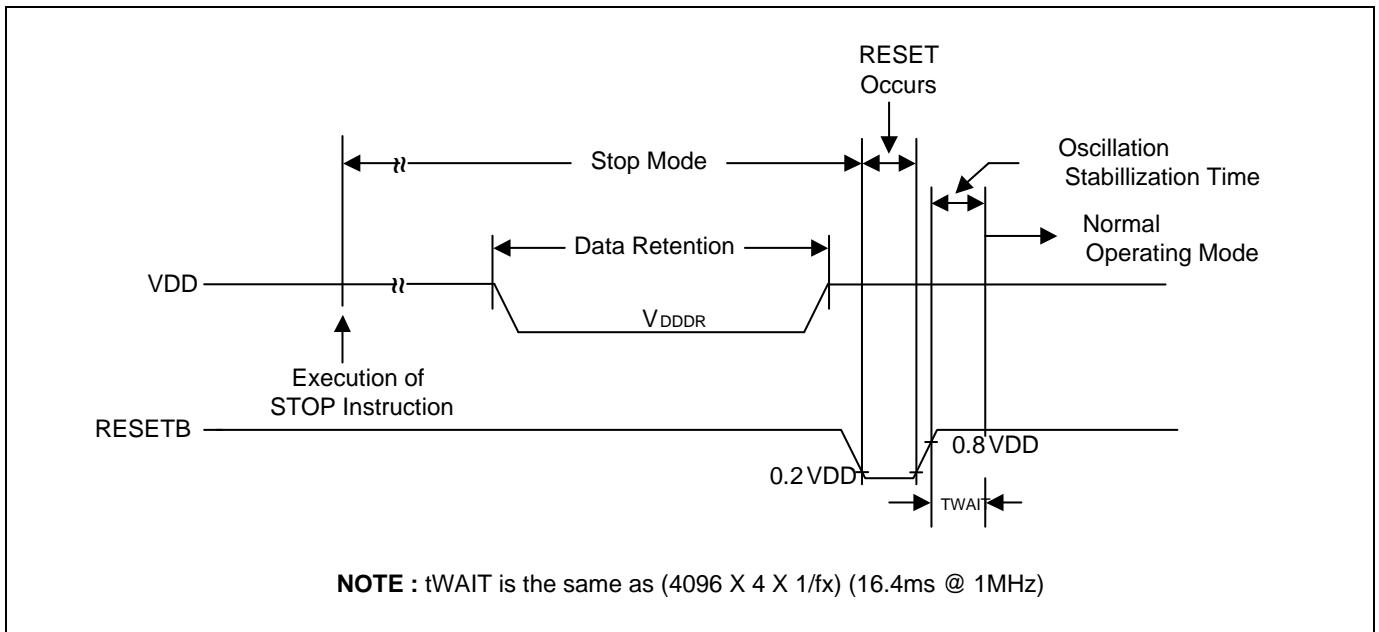 RESET
Occurs
Stop Mode
Oscillation
Stabillization Time
Data Retention
Normal
Operating Mode
VDD
VDDDR
Execution of
STOP Instruction
RESETB
0.8 VDD
0.2 VDD
TWAIT
NOTE : tWAIT is the same as (4096 X 4 X 1/fx) (16.4ms @ 1MHz)